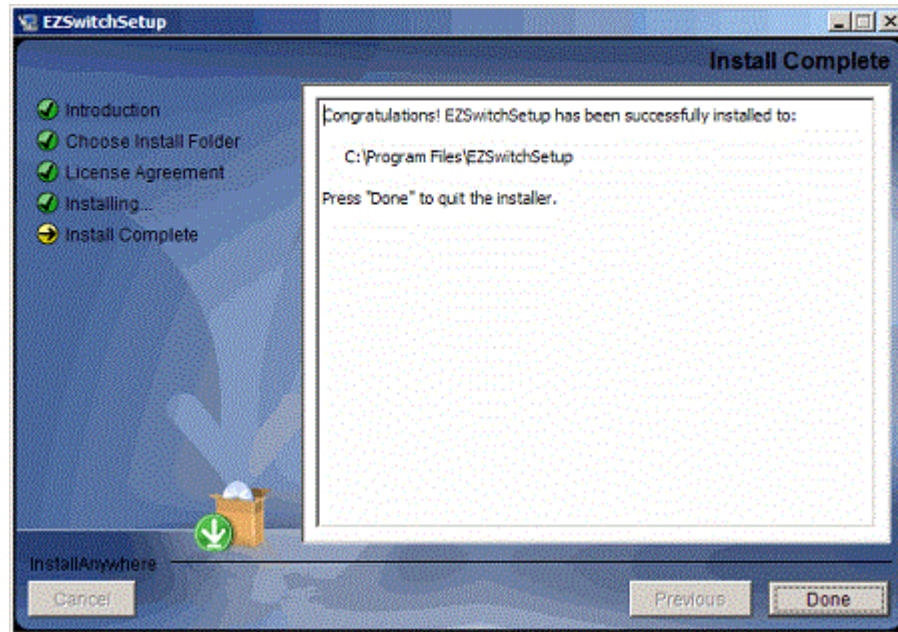 EZSwitchSetup
Install Complete
Introduction
Choose Install Folder
License Agreement
Installing...
Install Complete
Congratulations! EZSwitchSetup has been successfully installed to:
C:\Program Files\EZSwitchSetup
Press "Done" to quit the installer.
InstallAnywhere
Cancel
Previous
Done